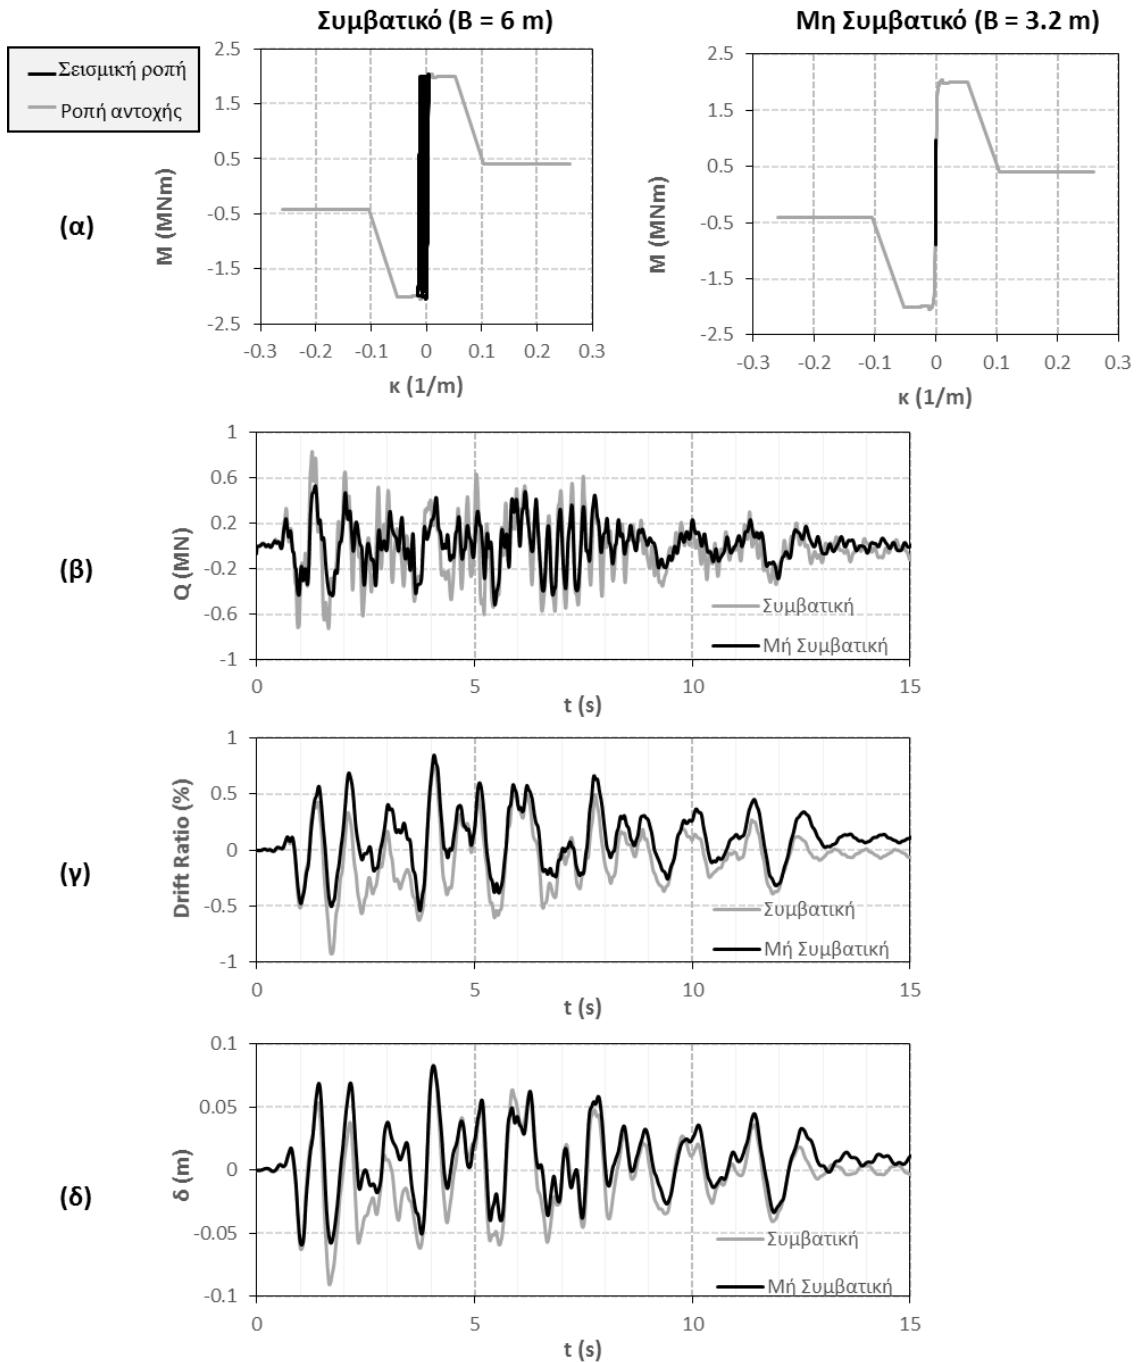 Συμβατικό (B = 6 m)
Μη Συμβατικό (B = 3.2 m)
Σεισμική ροπή
Ροπή αντοχής
(α)
M (MNm)
2.5
1.5
0.5
-0.5
-1.5
-2.5
-0.3 -0.1 0 0.1 0.2 0.3
κ (1/m)
M (MNm)
2.5
1.5
0.5
-0.5
-1.5
-2.5
-0.3 -0.2 -0.1 0 0.1 0.2 0.3
κ (1/m)
(β)
Q (MN)
1
0.6
0.2
-0.2
-0.6
-1
Συμβατική
Μή Συμβατική
0 5 10 15
t (s)
(γ)
Drift Ratio (%)
1
0.5
0
-0.5
-1
Συμβατική
Μή Συμβατική
0 5 10 15
t (s)
(δ)
δ (m)
0.1
0.05
0
-0.05
-0.1
Συμβατική
Μή Συμβατική
0 5 10 15
t (s)